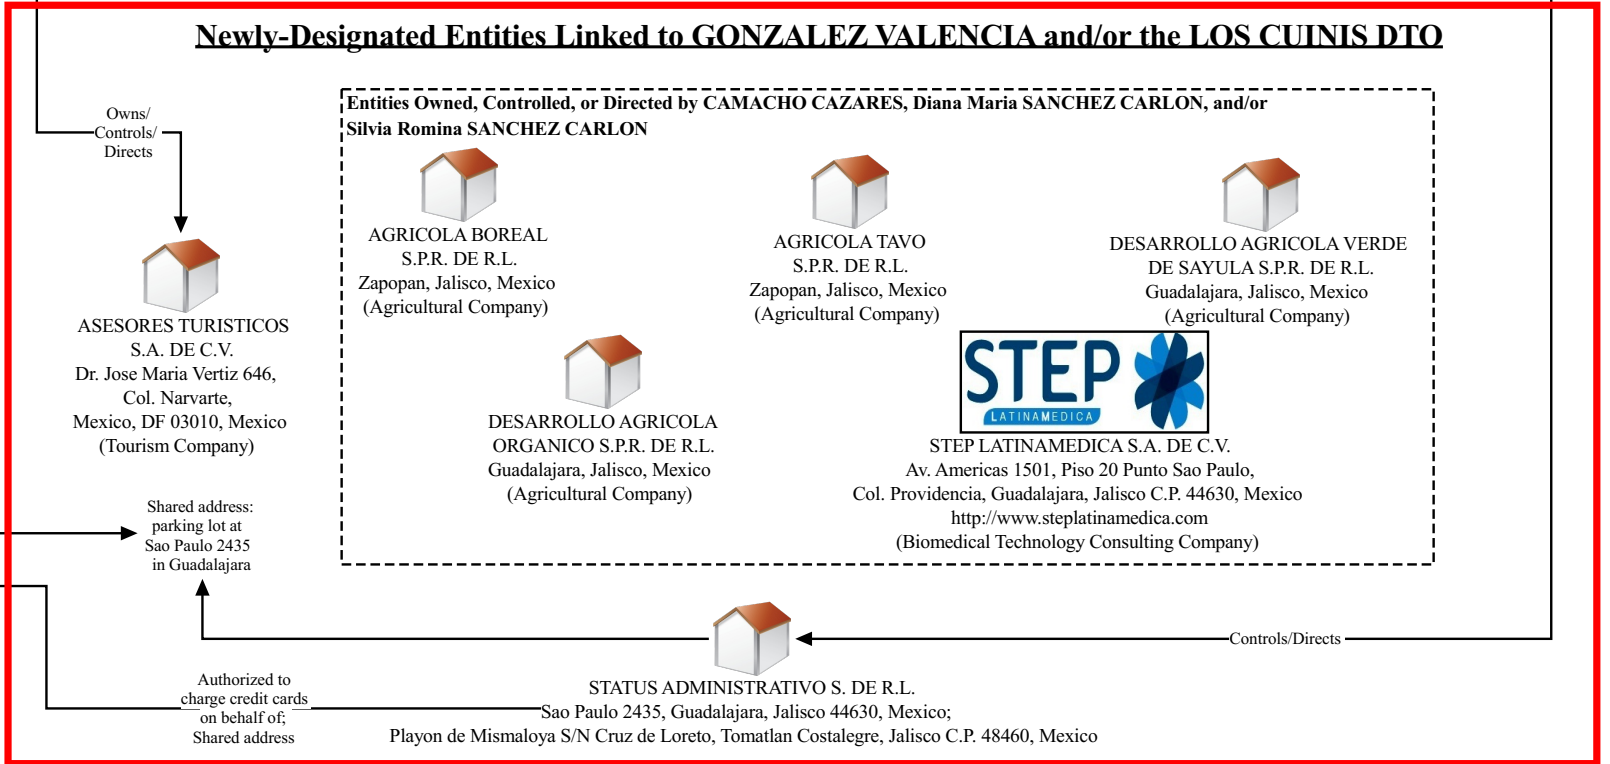 Newly-Designated Entities Linked to GONZALEZ VALENCIA and/or the LOS CUINIS DTO
Owns/
Controls/
Directs
ASESORES TURISTICOS
S.A. DE C.V.
Dr. Jose Maria Vertiz 646,
Col. Narvarte,
Mexico, DF 03010, Mexico
(Tourism Company)
Entities Owned, Controlled, or Directed by CAMACHO CAZARES, Diana Maria SANCHEZ CARLON, and/or
Silvia Romina SANCHEZ CARLON
AGRICOLA BOREAL
S.P.R. DE R.L.
Zapopan, Jalisco, Mexico
(Agricultural Company)
AGRICOLA TAVO
S.P.R. DE R.L.
Zapopan, Jalisco, Mexico
(Agricultural Company)
DESARROLLO AGRICOLA VERDE
DE SAYULA S.P.R. DE R.L.
Guadalajara, Jalisco, Mexico
(Agricultural Company)
DESARROLLO AGRICOLA
ORGANICO S.P.R. DE R.L.
Guadalajara, Jalisco, Mexico
(Agricultural Company)
STEP
LATINAMEDICA
STEP LATINAMEDICA S.A. DE C.V.
Av. Americas 1501, Piso 20 Punto Sao Paulo,
Col. Providencia, Guadalajara, Jalisco C.P. 44630, Mexico
http://www.steplatinamedica.com
(Biomedical Technology Consulting Company)
Shared address:
parking lot at
Sao Paulo 2435
in Guadalajara
Controls/Directs
Authorized to
charge credit cards
on behalf of;
Shared address
STATUS ADMINISTRATIVO S. DE R.L.
Sao Paulo 2435, Guadalajara, Jalisco 44630, Mexico;
Playon de Mismaloya S/N Cruz de Loreto, Tomatlan Costalegre, Jalisco C.P. 48460, Mexico